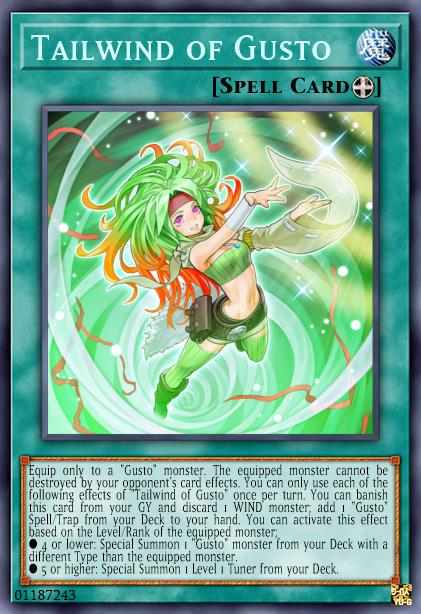 Tailwind of Gusto
魔
[Spell Card]
Equip only to a "Gusto" monster. The equipped monster cannot be
destroyed by your opponent's card effects. You can only use each of the
following effects of "Tailwind of Gusto" once per turn. You can banish
this card from your GY and discard 1 WIND monster; add 1 "Gusto"
Spell/Trap from your Deck to your hand. You can activate this effect
based on the Level/Rank of the equipped monster;
● 4 or lower: Special Summon 1 "Gusto" monster from your Deck with a
different Type than the equipped monster.
● 5 or higher: Special Summon 1 Level 1 Tuner from your Deck.
01187243